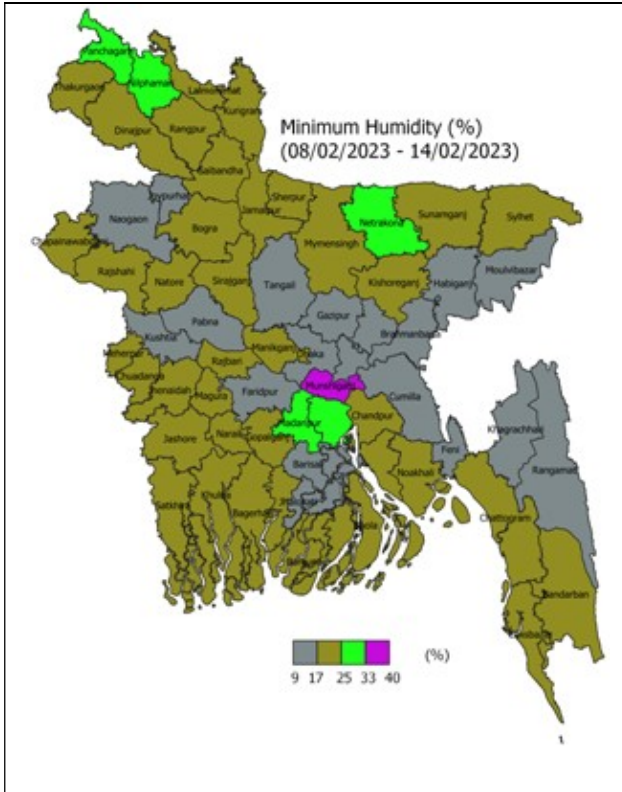 Panchagarh
Nilphamari
Thakurgaon
Lalmonirhat
Kurigram
Dinajpur
Rangpur
Minimum Humidity (%)
(08/02/2023 - 14/02/2023)
Gaibandha
Joypurhat
Naogaon
Sherpur
Jamalpur
Bogra
Netrakona
Sunamganj
Sylhet
Mymensingh
Chapainawabganj
Rajshahi
Natore
Sirajganj
Tangail
Kishoreganj
Habiganj
Moulvibazar
Pabna
Gazipur
Kushtia
Brahmanbaria
Meherpur
Manikganj
Dhaka
Rajbari
Chuadanga
Jhenaidah
Magura
Faridpur
Munshiganj
Cumilla
Khagrachhari
Madaripur
Chandpur
Jashore
Narail
Gopalganj
Barisal
Feni
Rangamati
Noakhali
Satkhira
Khulna
Bagerhat
Bhola
Chattogram
Bandarban
(%)
9 17 25 33 40